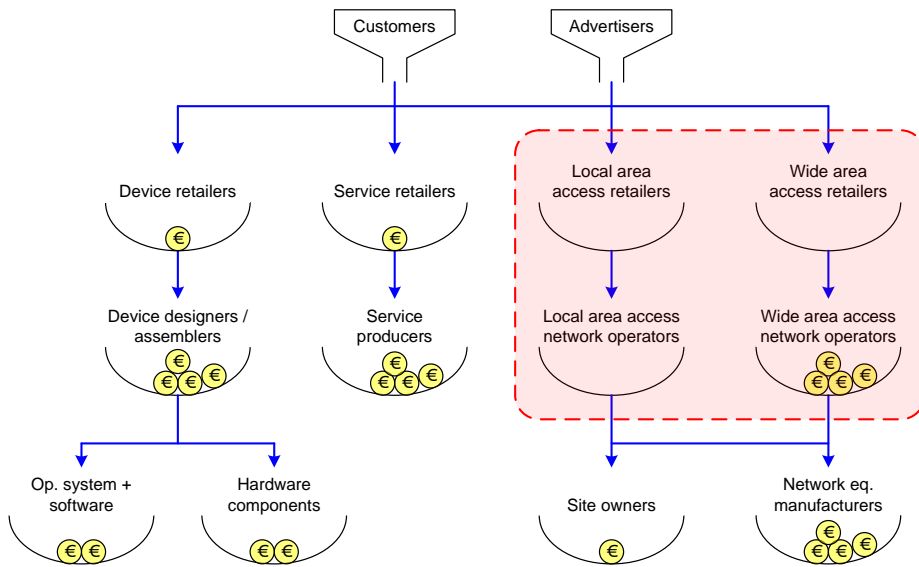 Customers
Advertisers
Device retailers
Service retailers
Local area
access retailers
Wide area
access retailers
€
€
Device designers /
assemblers
Service
producers
Local area access
network operators
Wide area access
network operators
€
€ € € €
€
€ € € €
€
€ € € €
Op. system +
software
Hardware
components
Site owners
Network eq.
manufacturers
€ €
€ €
€
€
€ € €